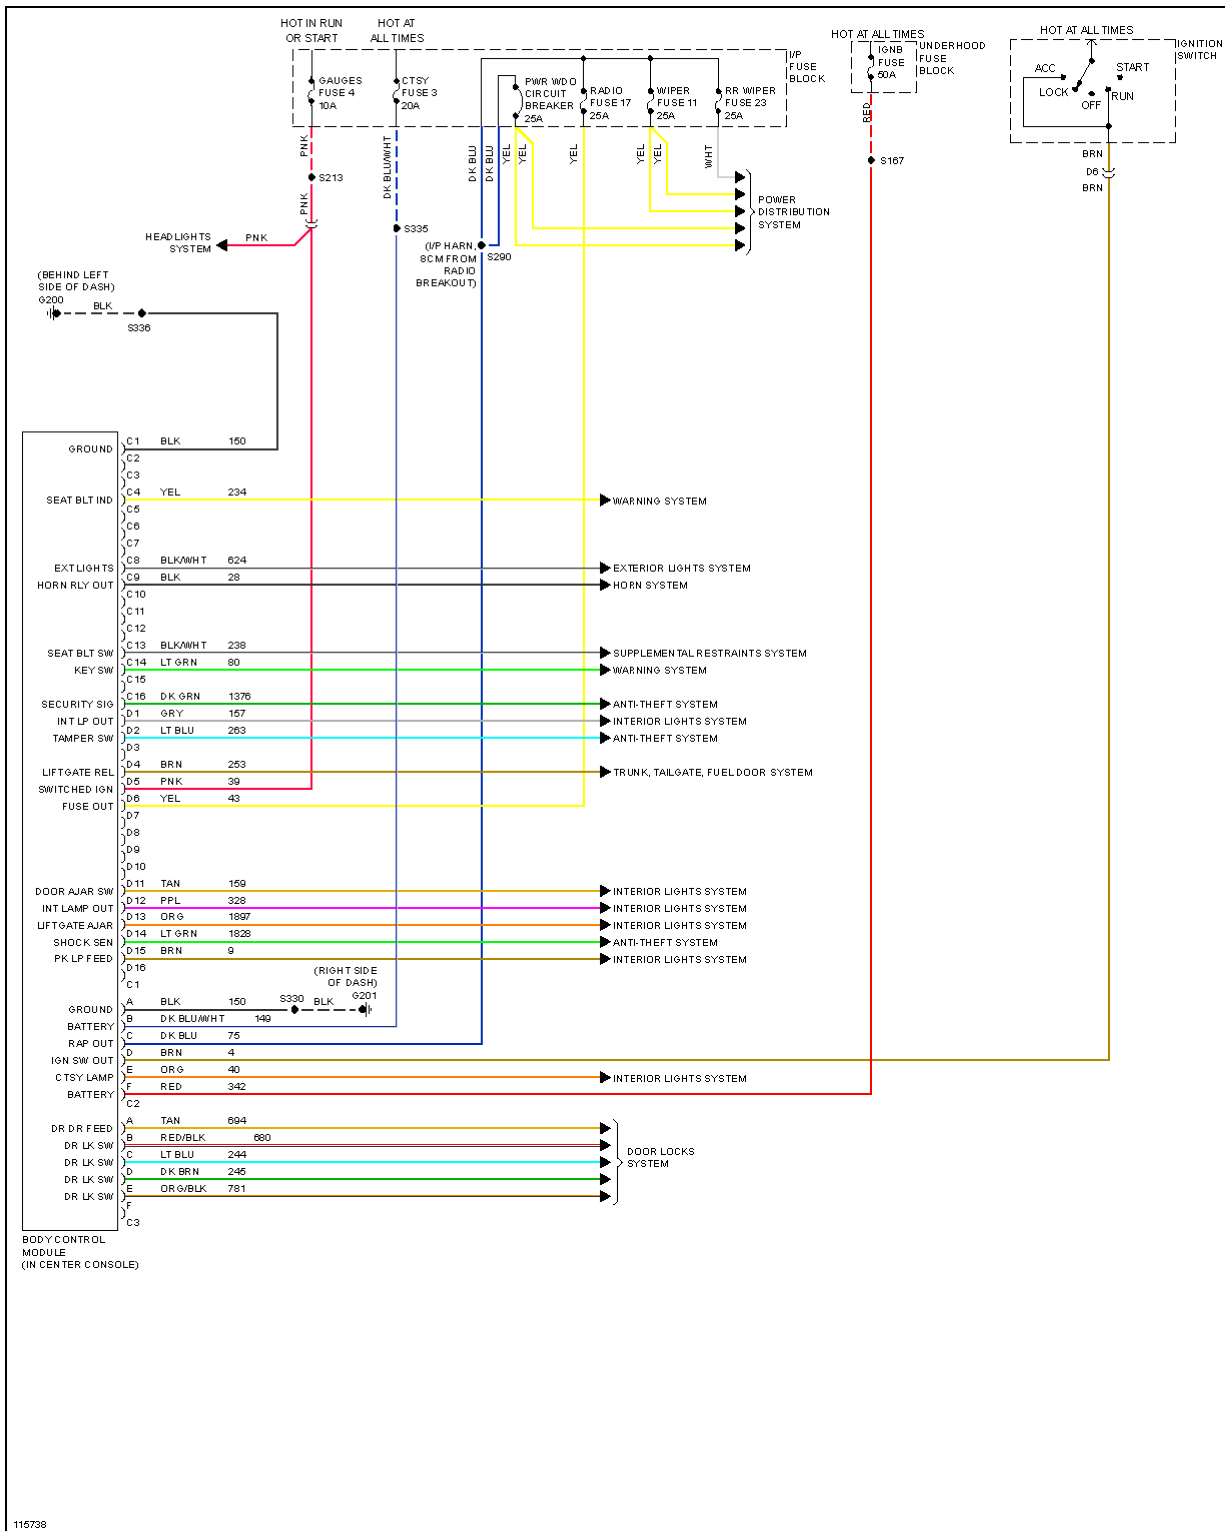 HOT IN RUN
OR START
HOT AT
ALL TIMES
HOT AT ALL TIMES
HOT AT ALL TIMES
GAUGES
FUSE 4
10A
CTSY
FUSE 3
20A
PWR WDO
CIRCUIT
BREAKER
25A
RADIO
FUSE 17
25A
WIPER
FUSE 11
25A
RR WIPER
FUSE 23
25A
I/P
FUSE
BLOCK
IGNB
FUSE
50A
UNDERHOOD
FUSE
BLOCK
IGNITION
SWITCH
ACC
LOCK
OFF
RUN
START
PNK
DK BLU/WHT
DK BLU
DK BLU
YEL
YEL
YEL
YEL
YEL
WHT
RED
BRN
D6
BRN
S213
PNK
S167
POWER
DISTRIBUTION
SYSTEM
HEADLIGHTS
SYSTEM
PNK
S335
(I/P HARN,
8CM FROM
RADIO
BREAKOUT)
S290
(BEHIND LEFT
SIDE OF DASH)
G200
BLK
S336
GROUND C1 BLK 150
C2
C3
SEAT BLT IND C4 YEL 234 WARNING SYSTEM
C5
C6
C7
EXT LIGHTS C8 BLK/WHT 624 EXTERIOR LIGHTS SYSTEM
HORN RLY OUT C9 BLK 28 HORN SYSTEM
C10
C11
C12
SEAT BLT SW C13 BLK/WHT 238 SUPPLEMENTAL RESTRAINTS SYSTEM
KEY SW C14 LT GRN 80 WARNING SYSTEM
C15
SECURITY SIG C16 DK GRN 1376 ANTI-THEFT SYSTEM
INT LP OUT D1 GRY 157 INTERIOR LIGHTS SYSTEM
TAMPER SW D2 LT BLU 263 ANTI-THEFT SYSTEM
D3
LIFTGATE REL D4 BRN 253 TRUNK, TAILGATE, FUEL DOOR SYSTEM
SWITCHED IGN D5 PNK 39
FUSE OUT D6 YEL 43
D7
D8
D9
D10
DOOR AJAR SW D11 TAN 159 INTERIOR LIGHTS SYSTEM
INT LAMP OUT D12 PPL 328 INTERIOR LIGHTS SYSTEM
LIFTGATE AJAR D13 ORG 1897 INTERIOR LIGHTS SYSTEM
SHOCK SEN D14 LT GRN 1828 ANTI-THEFT SYSTEM
PK LP FEED D15 BRN 9 INTERIOR LIGHTS SYSTEM
D16
C1
(RIGHT SIDE
OF DASH)
GROUND A BLK 150 S330 BLK G201
BATTERY B DK BLU/WHT 149
RAP OUT C DK BLU 75
IGN SW OUT D BRN 4
CTSY LAMP E ORG 40 INTERIOR LIGHTS SYSTEM
BATTERY F RED 342
C2
DR DR FEED A TAN 694
DR LK SW B RED/BLK 680
DR LK SW C LT BLU 244
DR LK SW D DK BRN 245
DR LK SW E ORG/BLK 781
F
C3
DOOR LOCKS
SYSTEM
BODY CONTROL
MODULE
(IN CENTER CONSOLE)
115738